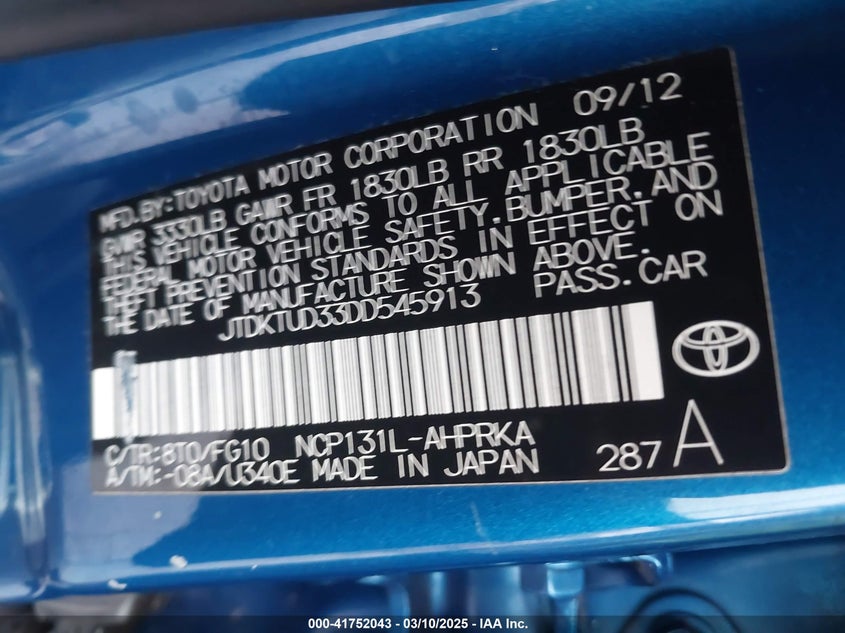 MFD.BY:TOYOTA MOTOR CORPORATION 09/12
GVWR 3330LB GAWR FR 1830LB RR 1830LB
THIS VEHICLE CONFORMS TO ALL APPLICABLE
FEDERAL MOTOR VEHICLE SAFETY,BUMPER,AND
THEFT PREVENTION STANDARDS IN EFFECT ON
THE DATE OF MANUFACTURE SHOWN ABOVE.
JTDKTUD33DD545913 PASS.CAR
C/TR:8T0/FG10 NCP131L-AHPRKA
A/TM:-08A/U340E MADE IN JAPAN 287 A
000-41752043 / 03/10/2025 - IAA Inc.